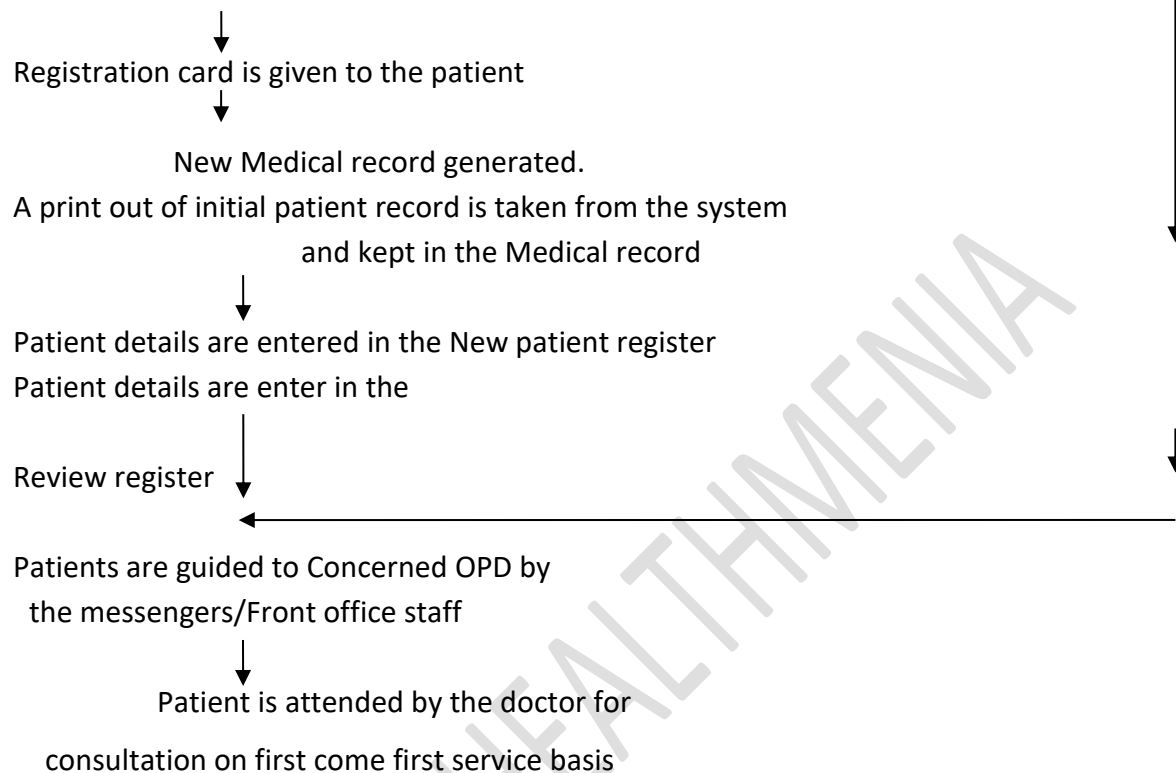 Registration card is given to the patient
New Medical record generated.
A print out of initial patient record is taken from the system
and kept in the Medical record
Patient details are entered in the New patient register
Patient details are enter in the
Review register
Patients are guided to Concerned OPD by
the messengers/Front office staff
Patient is attended by the doctor for
consultation on first come first service basis
HEALTHMENIA